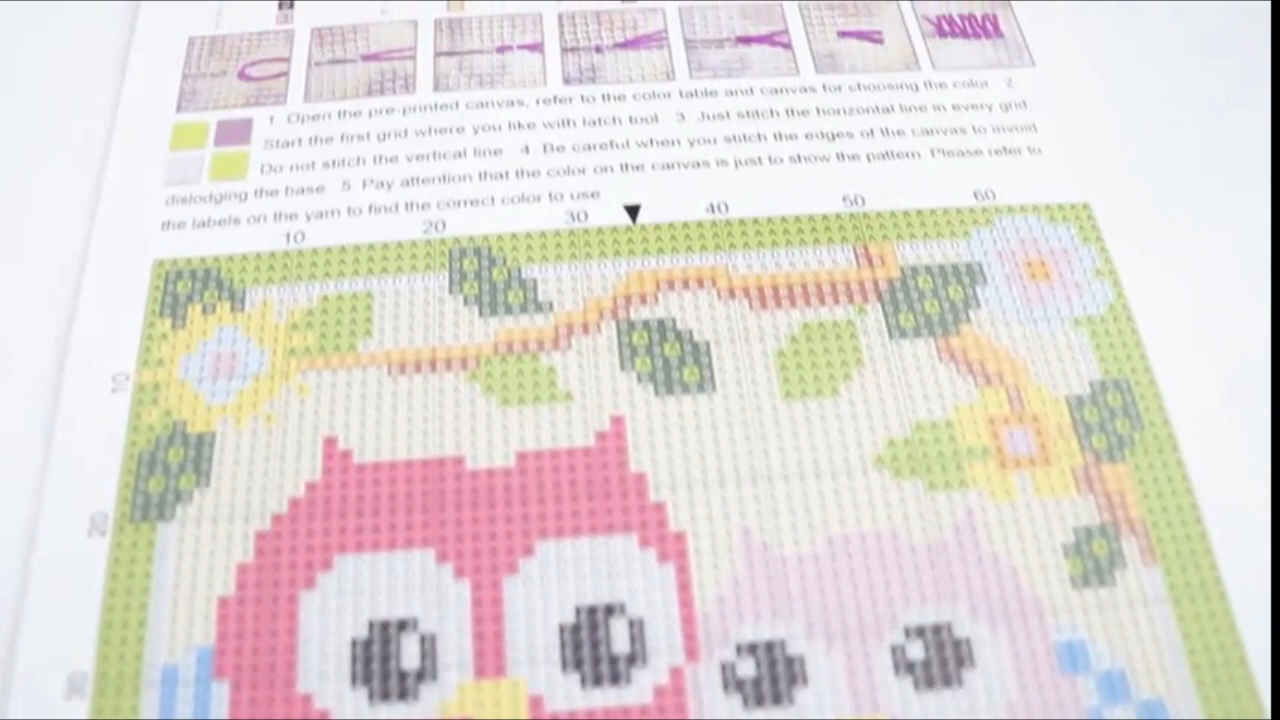 1 Open the pre-printed canvas, refer to the color table and canvas for choosing the color 2
Start the first grid where you like with latch tool 3 Just stitch the horizontal line in every grid,
Do not stitch the vertical line 4 Be careful when you stitch the edges of the canvas to invoid
dislodging the base 5 Pay attention that the color on the canvas is just to show the pattern. Please refer to
the labels on the yarn to find the correct color to use
10 20 30 40 50 60
10
20
30